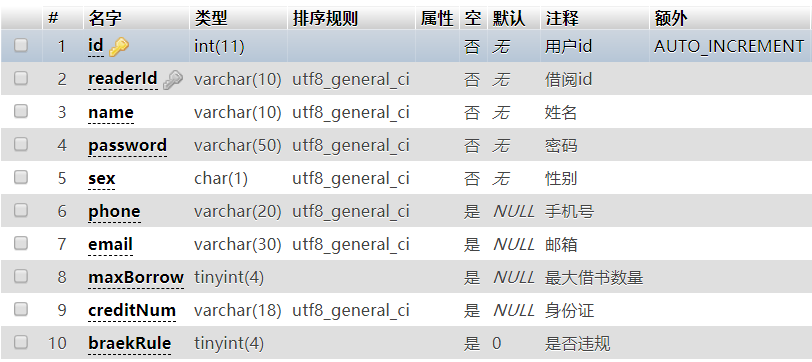 # 名字 类型 排序规则 属性 空 默认 注释 额外
1 id int(11) 否 无 用户id AUTO_INCREMENT
2 readerId varchar(10) utf8_general_ci 否 无 借阅id
3 name varchar(10) utf8_general_ci 否 无 姓名
4 password varchar(50) utf8_general_ci 否 无 密码
5 sex char(1) utf8_general_ci 否 无 性别
6 phone varchar(20) utf8_general_ci 是 NULL 手机号
7 email varchar(30) utf8_general_ci 是 NULL 邮箱
8 maxBorrow tinyint(4) 是 NULL 最大借书数量
9 creditNum varchar(18) utf8_general_ci 是 NULL 身份证
10 braekRule tinyint(4) 是 0 是否违规